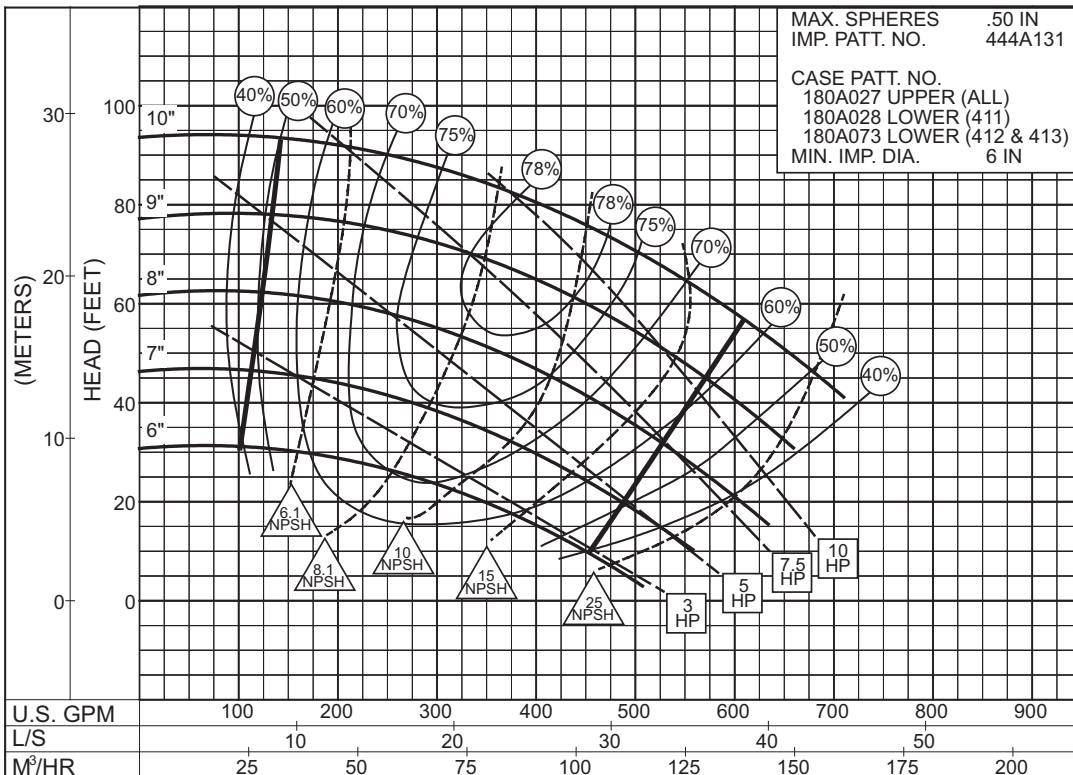 MAX. SPHERES .50 IN
IMP. PATT. NO. 444A131
CASE PATT. NO.
180A027 UPPER (ALL)
180A028 LOWER (411)
180A073 LOWER (412 & 413)
MIN. IMP. DIA. 6 IN
(METERS)
30
20
10
0
HEAD (FEET)
100
80
60
40
20
0
10"
9"
8"
7"
6"
40%
50%
60%
70%
75%
78%
78%
75%
70%
60%
50%
40%
6.1
NPSH
8.1
NPSH
10
NPSH
15
NPSH
25
NPSH
3
HP
5
HP
7.5
HP
10
HP
U.S. GPM 100 200 300 400 500 600 700 800 900
L/S 10 20 30 40 50
M³/HR 25 50 75 100 125 150 175 200